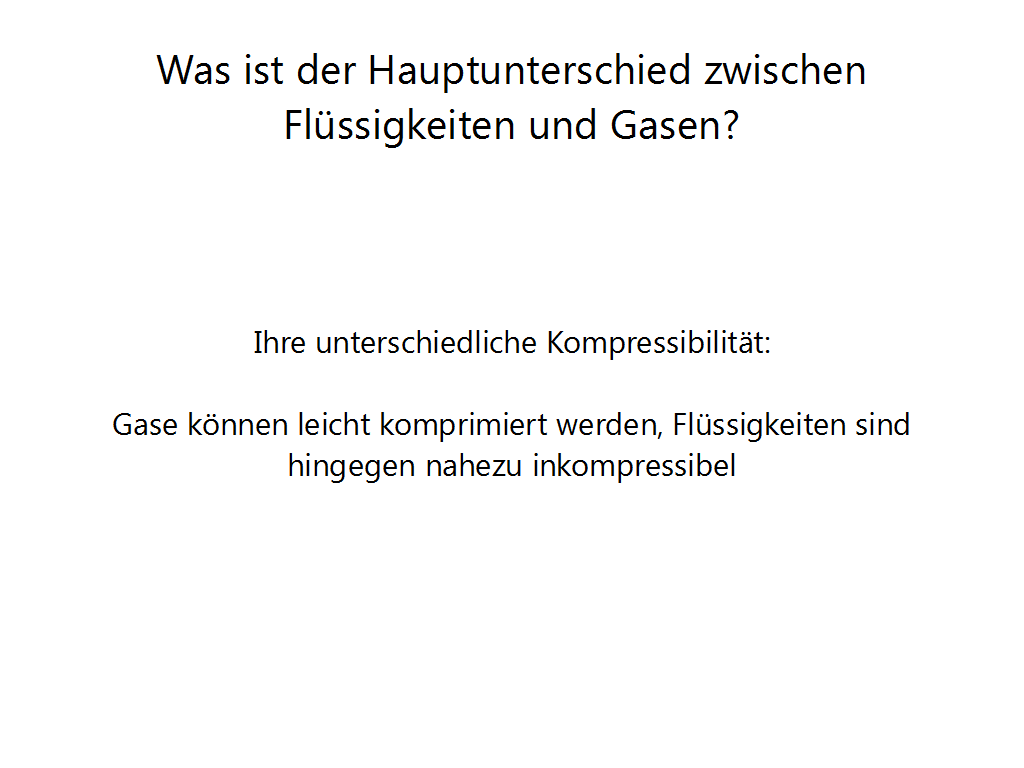 Was ist der Hauptunterschied zwischen
Flüssigkeiten und Gasen?
Ihre unterschiedliche Kompressibilität:
Gase können leicht komprimiert werden, Flüssigkeiten sind
hingegen nahezu inkompressibel